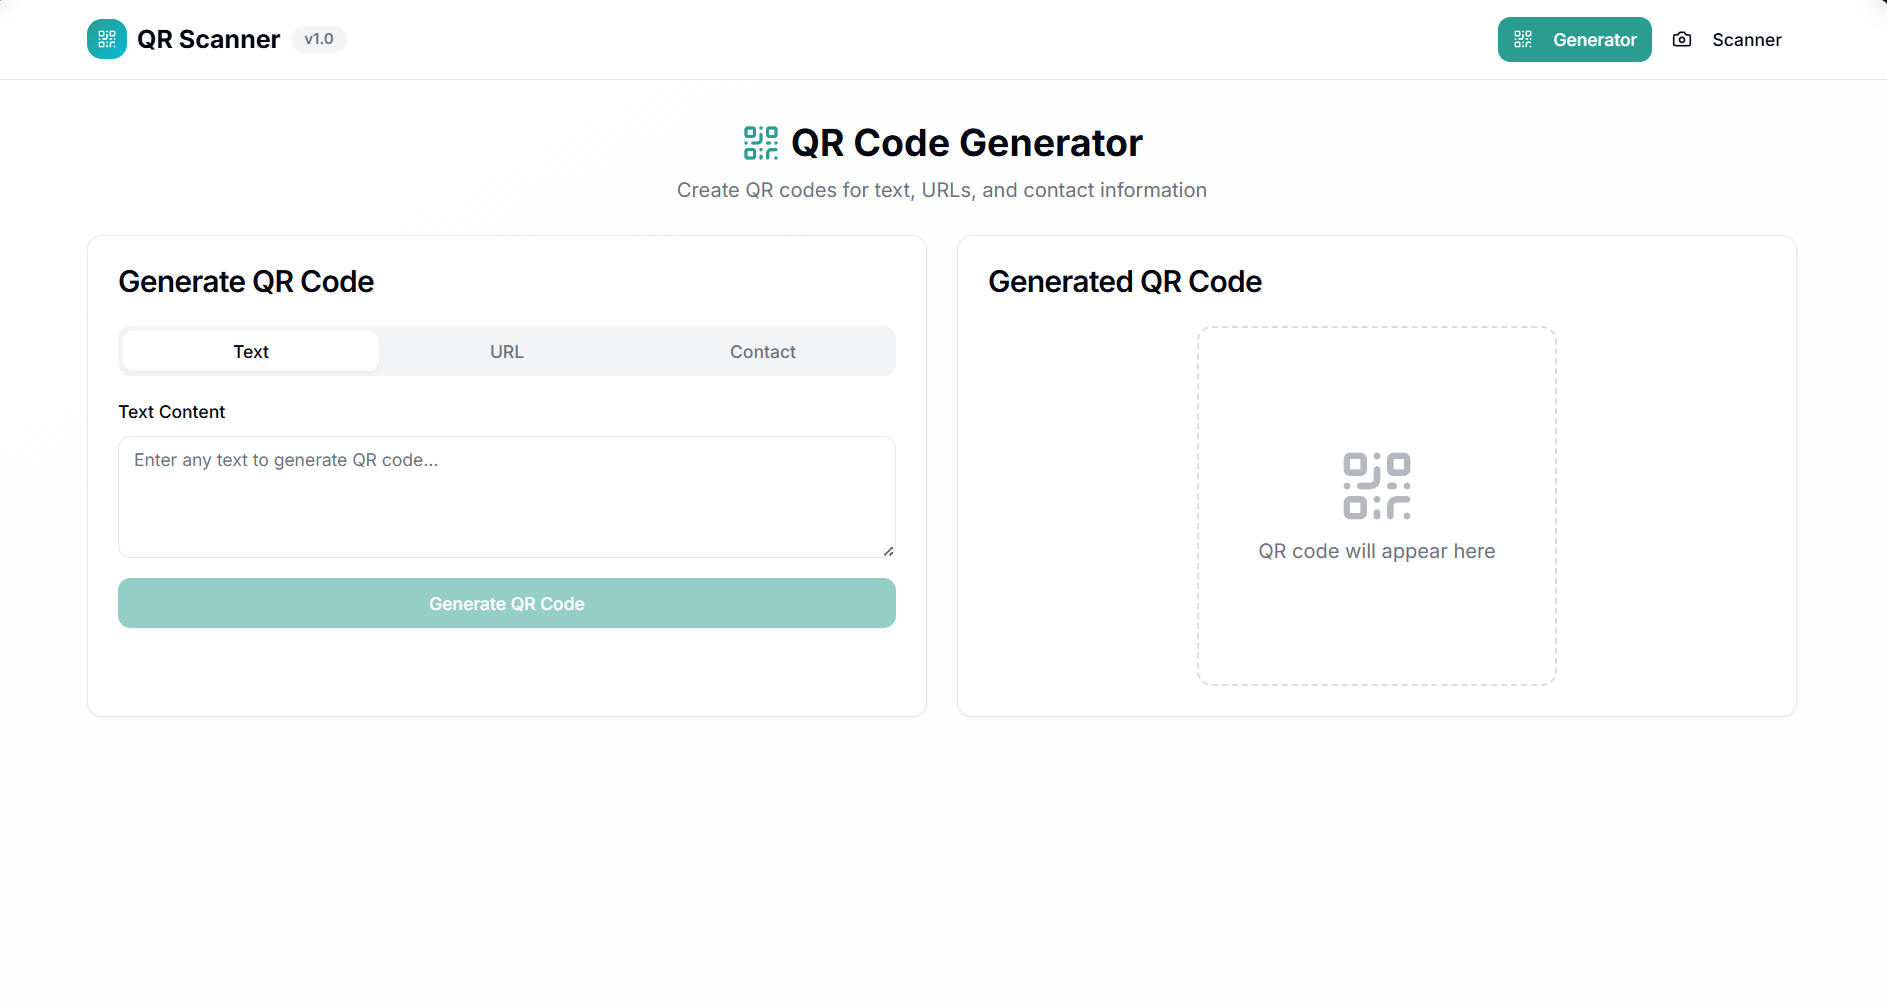 QR Scanner v1.0
Generator
Scanner
QR Code Generator
Create QR codes for text, URLs, and contact information
Generate QR Code
Text
URL
Contact
Text Content
Enter any text to generate QR code...
Generate QR Code
Generated QR Code
QR code will appear here